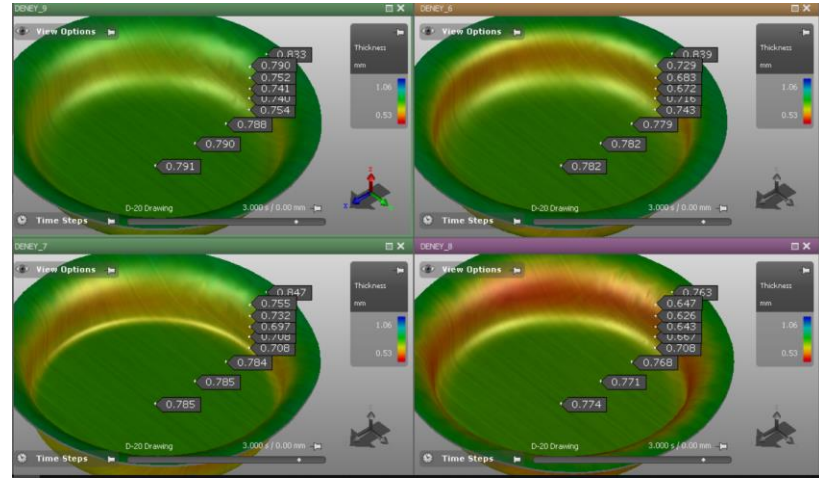 DENEY_9
View Options
Thickness
mm
1.06
0.53
0.833
0.790
0.752
0.741
0.740
0.754
0.788
0.790
0.791
D-20 Drawing
3.000 s / 0.00 mm
Time Steps
DENEY_6
View Options
Thickness
mm
1.06
0.53
0.839
0.729
0.683
0.672
0.716
0.743
0.779
0.782
0.782
D-20 Drawing
3.000 s / 0.00 mm
Time Steps
DENEY_7
View Options
Thickness
mm
1.06
0.53
0.847
0.755
0.732
0.697
0.708
0.708
0.784
0.785
0.785
D-20 Drawing
3.000 s / 0.00 mm
Time Steps
DENEY_8
View Options
Thickness
mm
1.06
0.53
0.763
0.647
0.626
0.643
0.667
0.708
0.768
0.771
0.774
D-20 Drawing
3.000 s / 0.00 mm
Time Steps